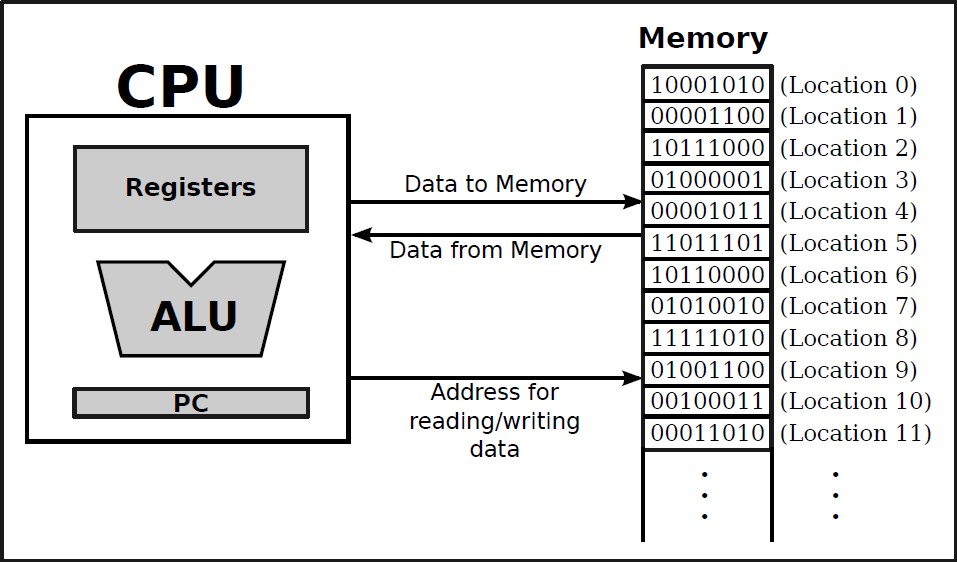 CPU
Registers
ALU
PC
Data to Memory
Data from Memory
Address for
reading/writing
data
Memory
10001010 (Location 0)
00001100 (Location 1)
10111000 (Location 2)
01000001 (Location 3)
00001011 (Location 4)
11011101 (Location 5)
10110000 (Location 6)
01010010 (Location 7)
11111010 (Location 8)
01001100 (Location 9)
00100011 (Location 10)
00011010 (Location 11)